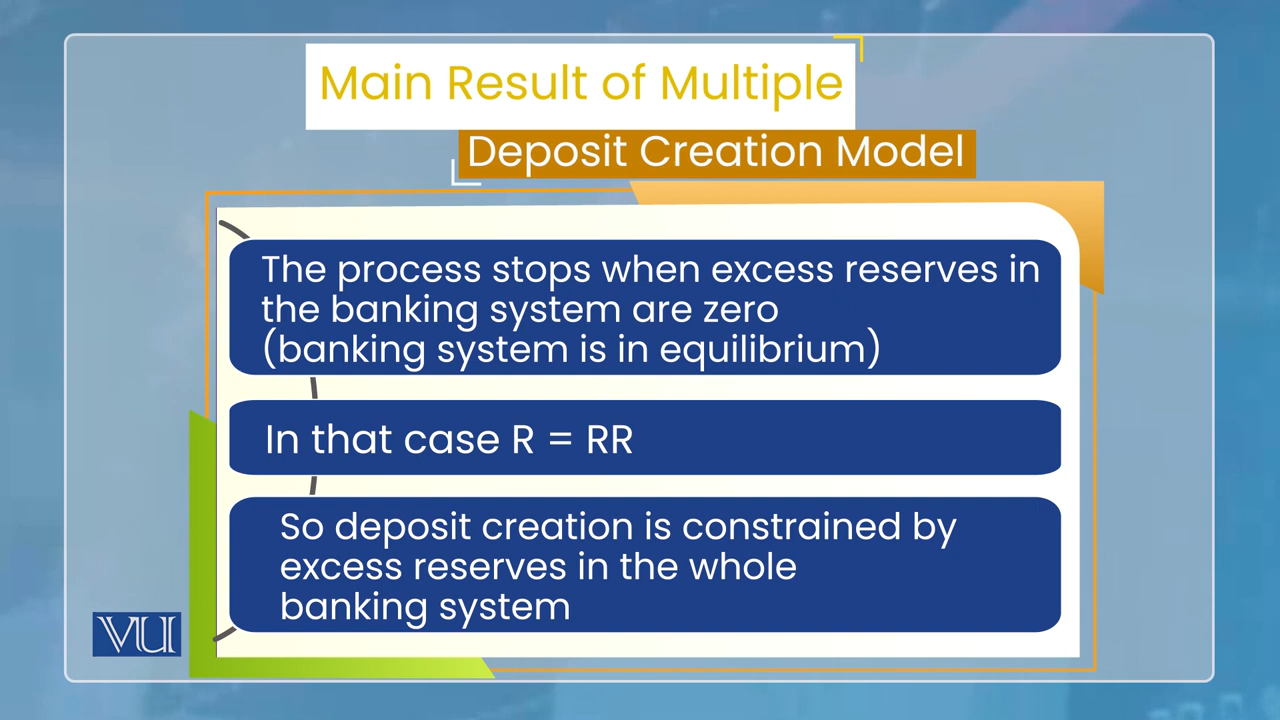 Main Result of Multiple
Deposit Creation Model
The process stops when excess reserves in
the banking system are zero
(banking system is in equilibrium)
In that case R = RR
So deposit creation is constrained by
excess reserves in the whole
banking system
VU